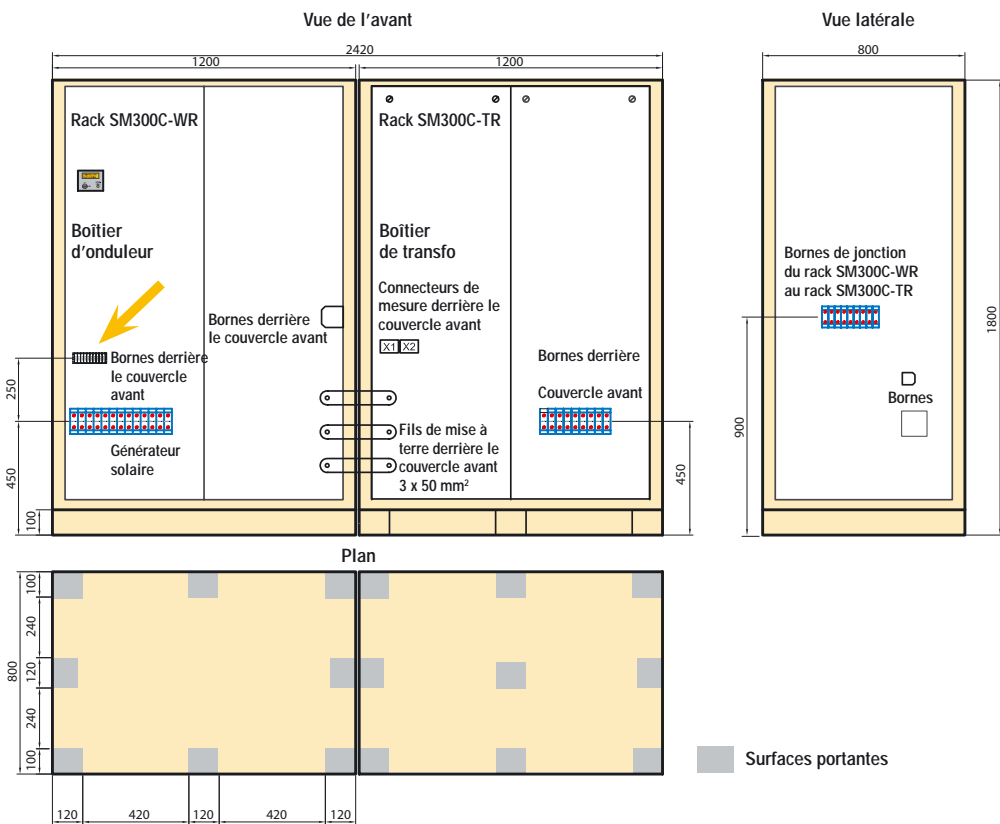 Vue de l'avant
Vue latérale
2420
1200
1200
800
Rack SM300C-WR
Rack SM300C-TR
Boîtier
d'onduleur
Boîtier
de transfo
Connecteurs de
mesure derrière le
couvercle avant
X1 X2
Bornes derrière
le couvercle avant
Bornes derrière
le couvercle
avant
Générateur
solaire
Fils de mise à
terre derrière le
couvercle avant
3 x 50 mm²
Bornes derrière
Couvercle avant
Bornes de jonction
du rack SM300C-WR
au rack SM300C-TR
Bornes
250
450
100
450
900
1800
Plan
800
100
240
120
240
100
120
420
120
420
120
Surfaces portantes